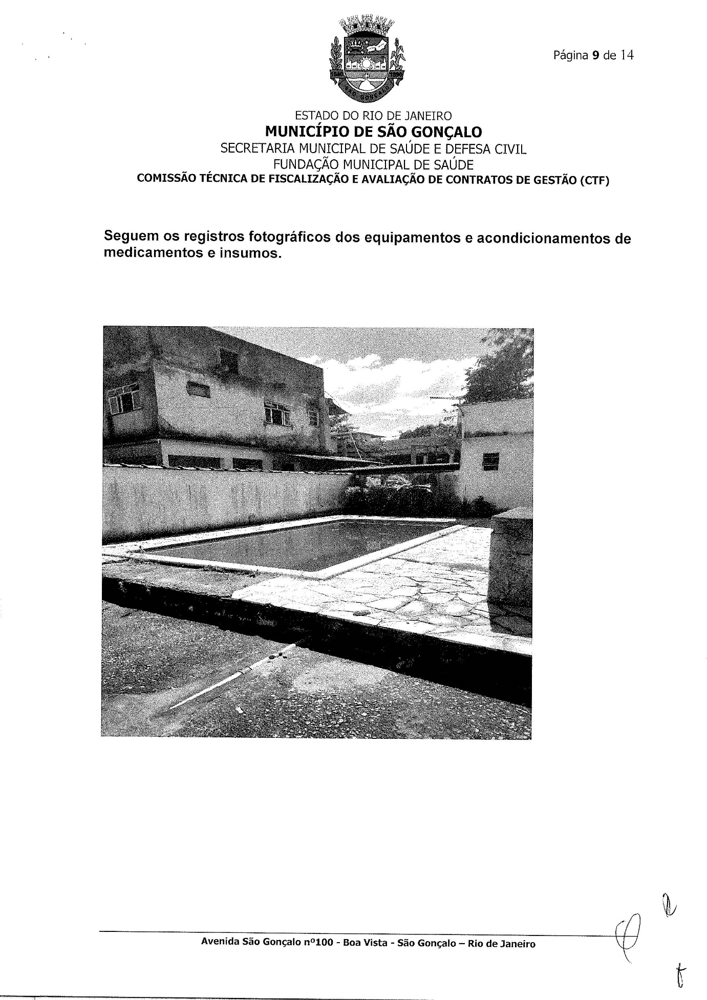 Página 9 de 14
SÃO GONÇALO
ESTADO DO RIO DE JANEIRO
MUNICÍPIO DE SÃO GONÇALO
SECRETARIA MUNICIPAL DE SAÚDE E DEFESA CIVIL
FUNDAÇÃO MUNICIPAL DE SAÚDE
COMISSÃO TÉCNICA DE FISCALIZAÇÃO E AVALIAÇÃO DE CONTRATOS DE GESTÃO (CTF)
Seguem os registros fotográficos dos equipamentos e acondicionamentos de
medicamentos e insumos.
Avenida São Gonçalo nº100 - Boa Vista - São Gonçalo – Rio de Janeiro